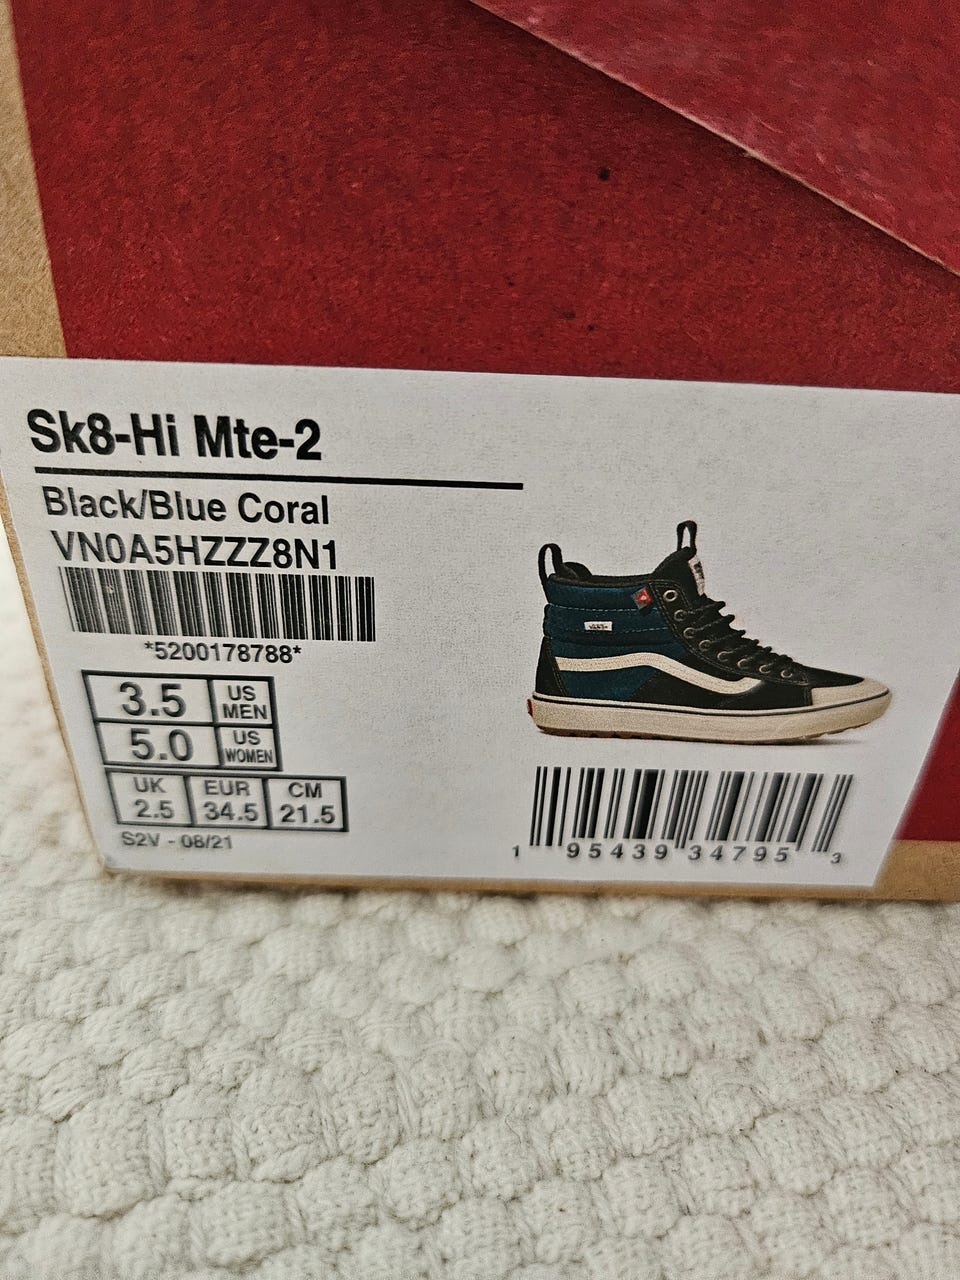 Sk8-Hi Mte-2
Black/Blue Coral
VN0A5HZZZ8N1
*5200178788*
3.5 US MEN
5.0 US WOMEN
UK EUR CM
2.5 34.5 21.5
S2V - 08/21
1 95439 34795 3